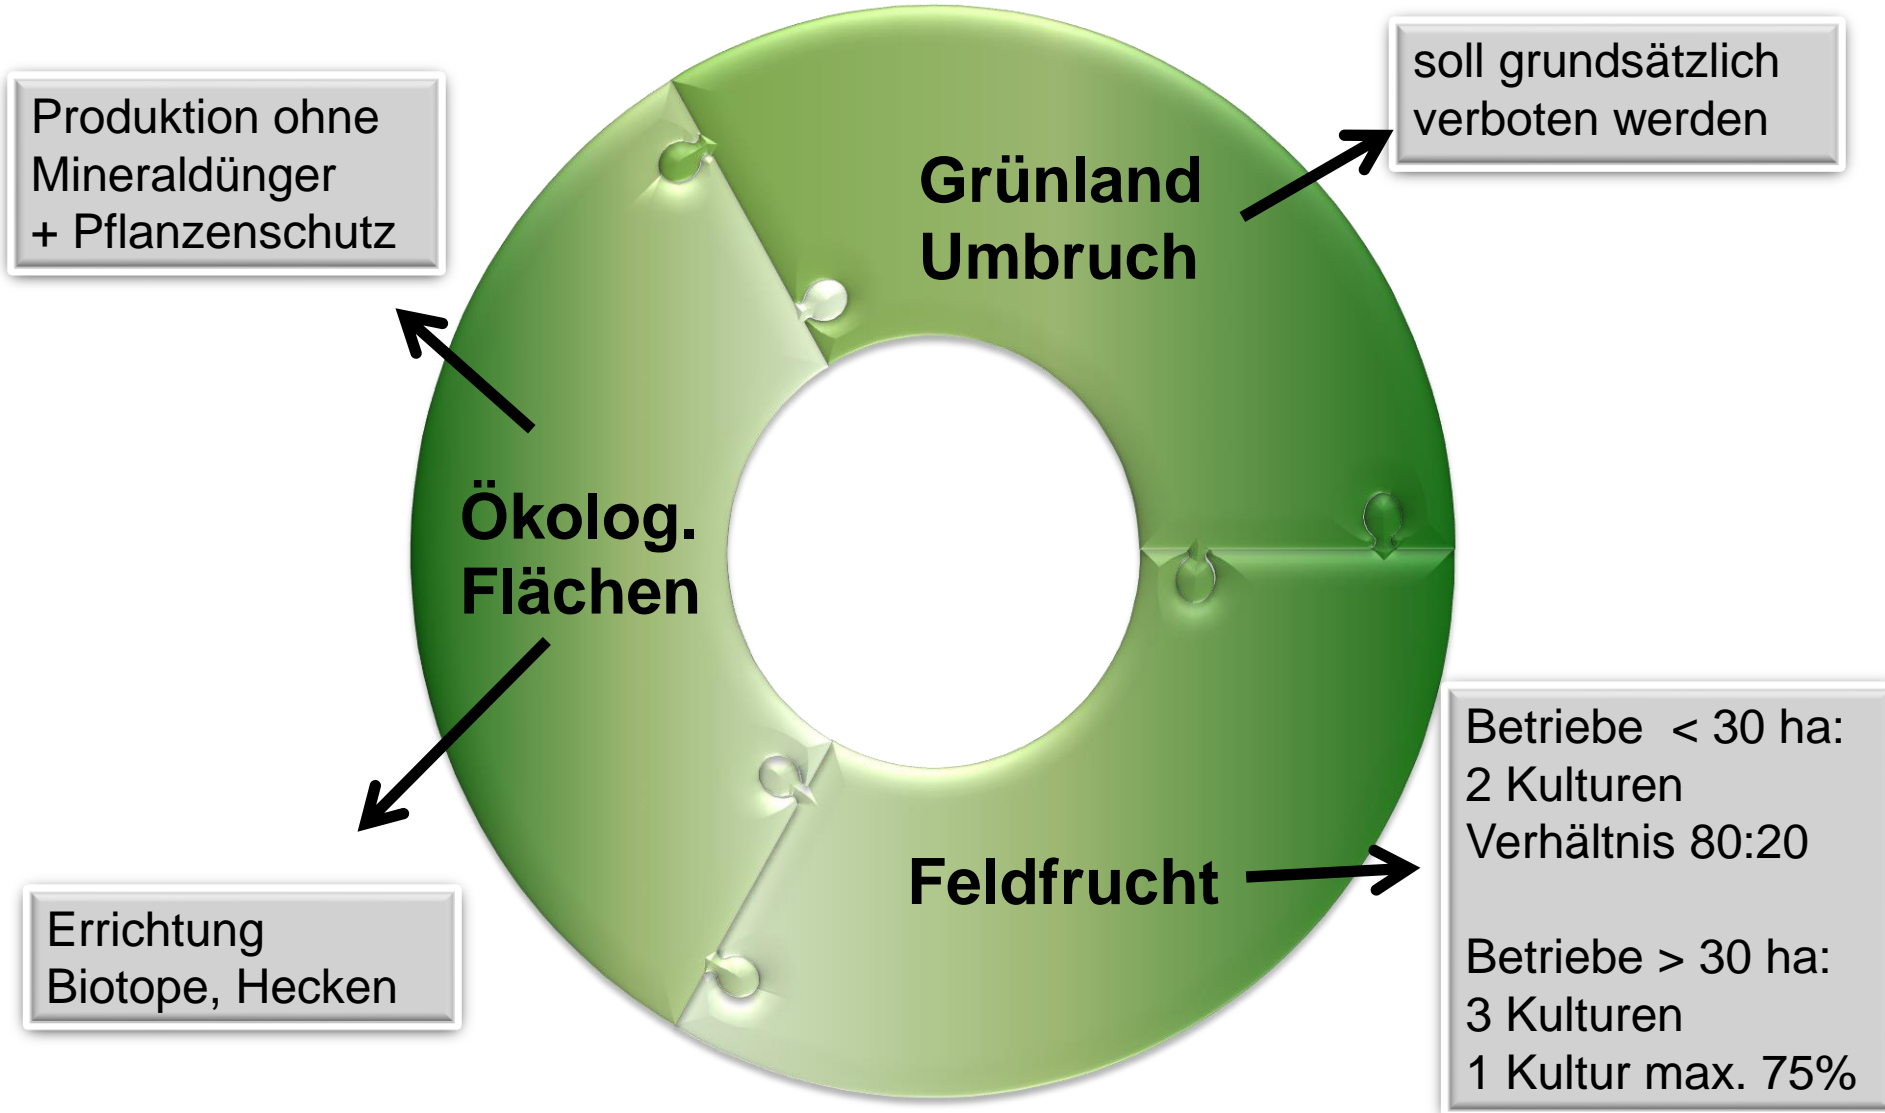 Produktion ohne
Mineraldünger
+ Pflanzenschutz
soll grundsätzlich
verboten werden
Grünland
Umbruch
Ökolog.
Flächen
Feldfrucht
Errichtung
Biotope, Hecken
Betriebe < 30 ha:
2 Kulturen
Verhältnis 80:20
Betriebe > 30 ha:
3 Kulturen
1 Kultur max. 75%